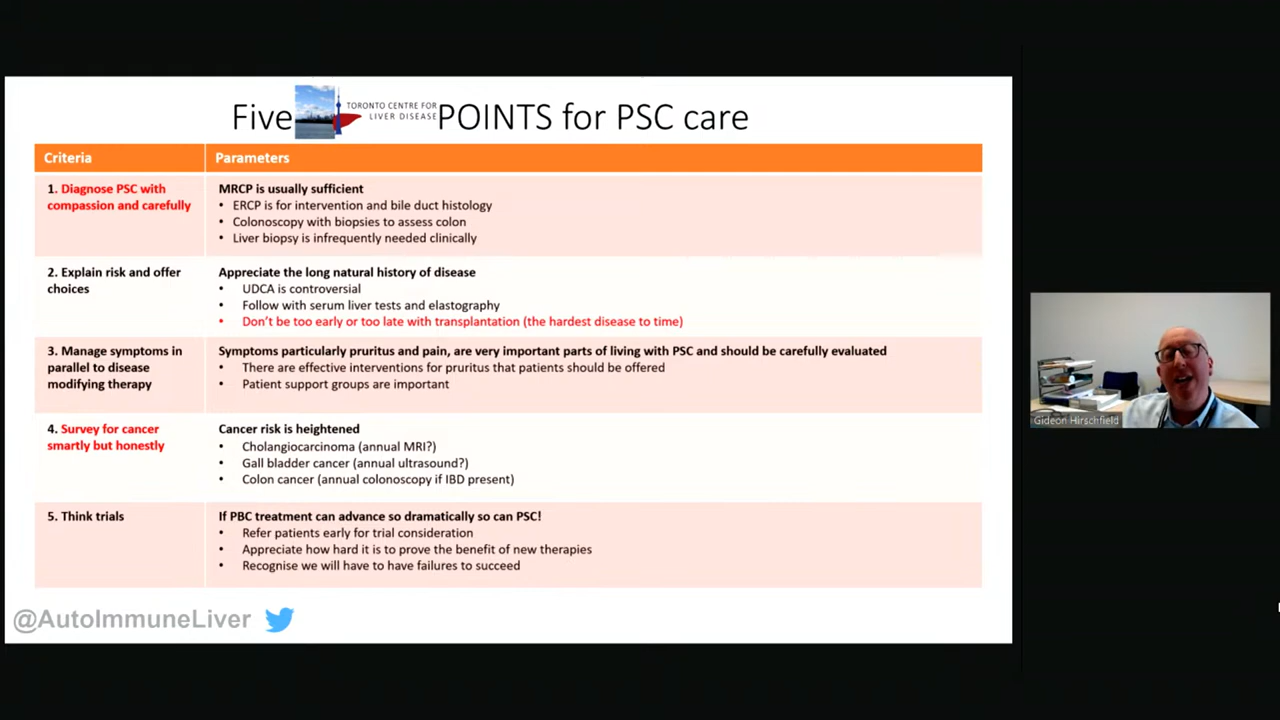 Five TORONTO CENTRE FOR LIVER DISEASE POINTS for PSC care
Criteria
Parameters
1. Diagnose PSC with
compassion and carefully
MRCP is usually sufficient
• ERCP is for intervention and bile duct histology
• Colonoscopy with biopsies to assess colon
• Liver biopsy is infrequently needed clinically
2. Explain risk and offer
choices
Appreciate the long natural history of disease
• UDCA is controversial
• Follow with serum liver tests and elastography
• Don't be too early or too late with transplantation (the hardest disease to time)
3. Manage symptoms in
parallel to disease
modifying therapy
Symptoms particularly pruritus and pain, are very important parts of living with PSC and should be carefully evaluated
• There are effective interventions for pruritus that patients should be offered
• Patient support groups are important
4. Survey for cancer
smartly but honestly
Cancer risk is heightened
• Cholangiocarcinoma (annual MRI?)
• Gall bladder cancer (annual ultrasound?)
• Colon cancer (annual colonoscopy if IBD present)
5. Think trials
If PBC treatment can advance so dramatically so can PSC!
• Refer patients early for trial consideration
• Appreciate how hard it is to prove the benefit of new therapies
• Recognise we will have to have failures to succeed
@AutoImmuneLiver
Gideon Hirschfield